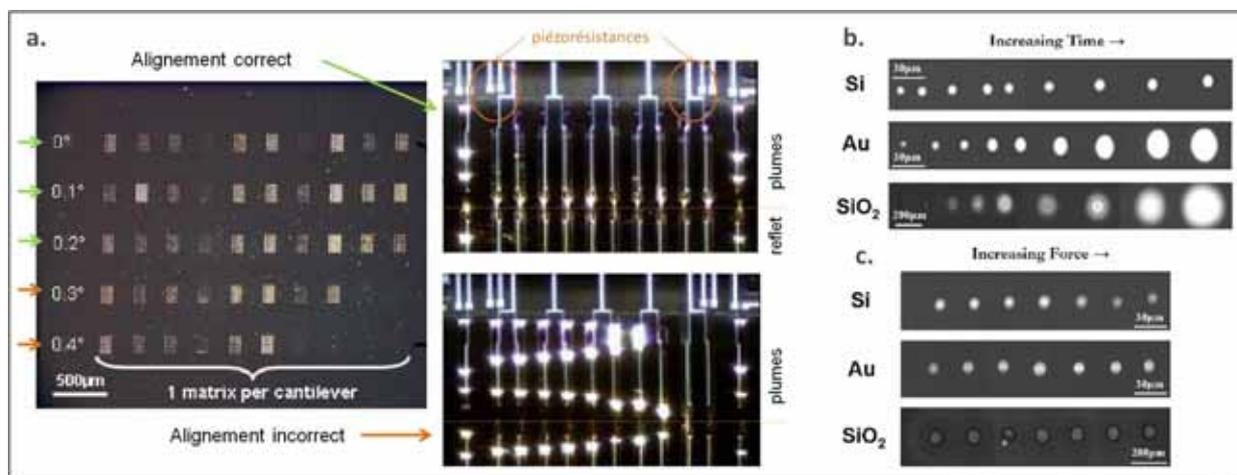 a.
Alignement correct
0°
0.1°
0.2°
0.3°
0.4°
500µm
1 matrix per cantilever
Alignement incorrect
piézorésistances
plumes
reflet
plumes
b.
Increasing Time →
Si
30µm
Au
30µm
SiO2
200µm
c.
Increasing Force →
Si
30µm
Au
30µm
SiO2
200µm